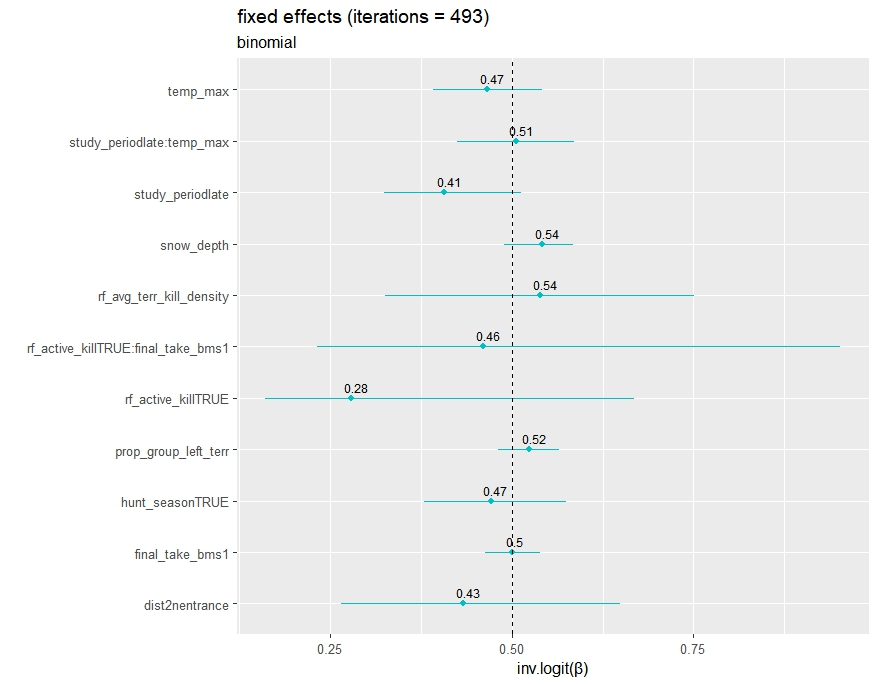 fixed effects (iterations = 493)
binomial
temp_max
0.47
study_periodlate:temp_max
0.51
study_periodlate
0.41
snow_depth
0.54
rf_avg_terr_kill_density
0.54
rf_active_killTRUE:final_take_bms1
0.46
rf_active_killTRUE
0.28
prop_group_left_terr
0.52
hunt_seasonTRUE
0.47
final_take_bms1
0.5
dist2nentrance
0.43
0.25 0.50 0.75
inv.logit(β)